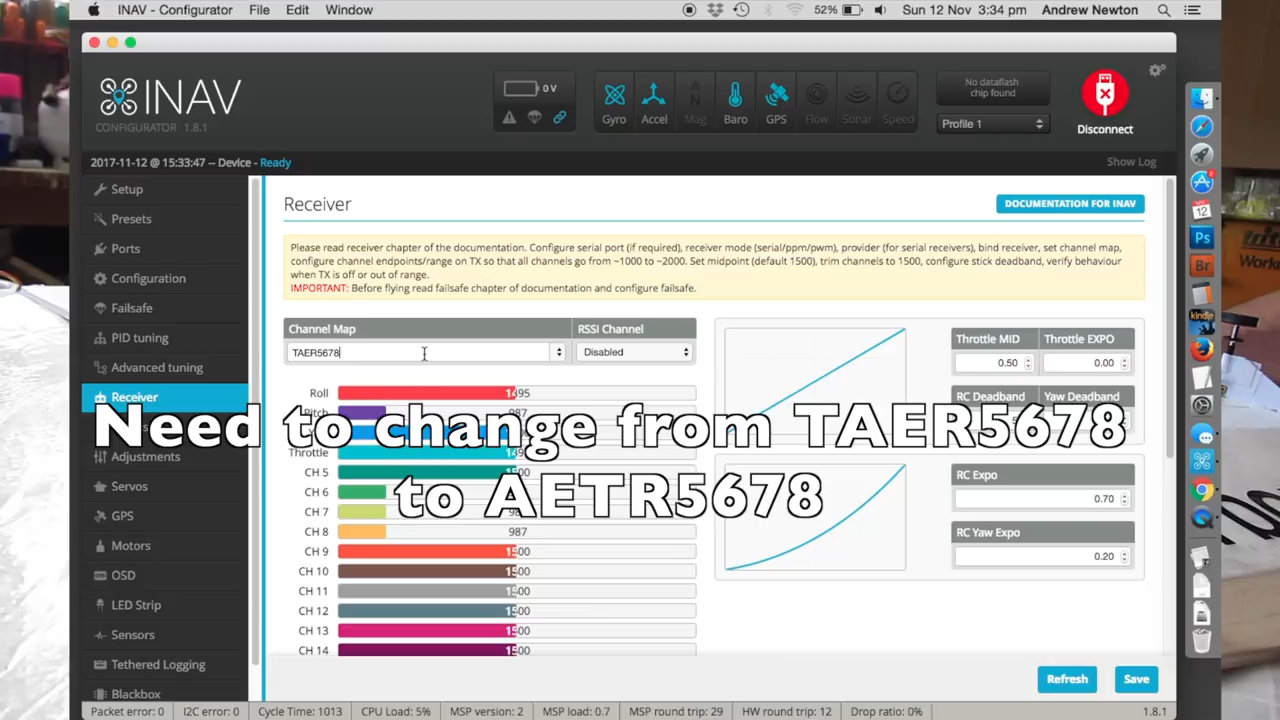 INAV - Configurator File Edit Window 52% Sun 12 Nov 3:34 pm Andrew Newton
INAV
CONFIGURATOR 1.8.1
0 V
Gyro Accel Mag Baro GPS Flow Sonar Speed
No dataflash
chip found
Profile 1
Disconnect
2017-11-12 @ 15:33:47 -- Device - Ready
Show Log
Setup
Presets
Ports
Configuration
Failsafe
PID tuning
Advanced tuning
Receiver
Adjustments
Servos
GPS
Motors
OSD
LED Strip
Sensors
Tethered Logging
Blackbox
Receiver
DOCUMENTATION FOR INAV
Please read receiver chapter of the documentation. Configure serial port (if required), receiver mode (serial/ppm/pwm), provider (for serial receivers), bind receiver, set channel map,
configure channel endpoints/range on TX so that all channels go from ~1000 to ~2000. Set midpoint (default 1500), trim channels to 1500, configure stick deadband, verify behaviour
when TX is off or out of range.
IMPORTANT: Before flying read failsafe chapter of documentation and configure failsafe.
Channel Map RSSI Channel
TAER5678 Disabled
Roll 1495
Pitch 987
Throttle
CH 5 1500
CH 6
CH 7
CH 8 987
CH 9 1500
CH 10 1500
CH 11 1500
CH 12 1500
CH 13 1500
CH 14 1500
Throttle MID Throttle EXPO
0.50 0.00
RC Deadband Yaw Deadband
RC Expo
0.70
RC Yaw Expo
0.20
Need to change from TAER5678
to AETR5678
Refresh Save
Packet error: 0 I2C error: 0 Cycle Time: 1013 CPU Load: 5% MSP version: 2 MSP load: 0.7 MSP round trip: 29 HW round trip: 12 Drop ratio: 0% 1.8.1
12
Ps
Br
kindle